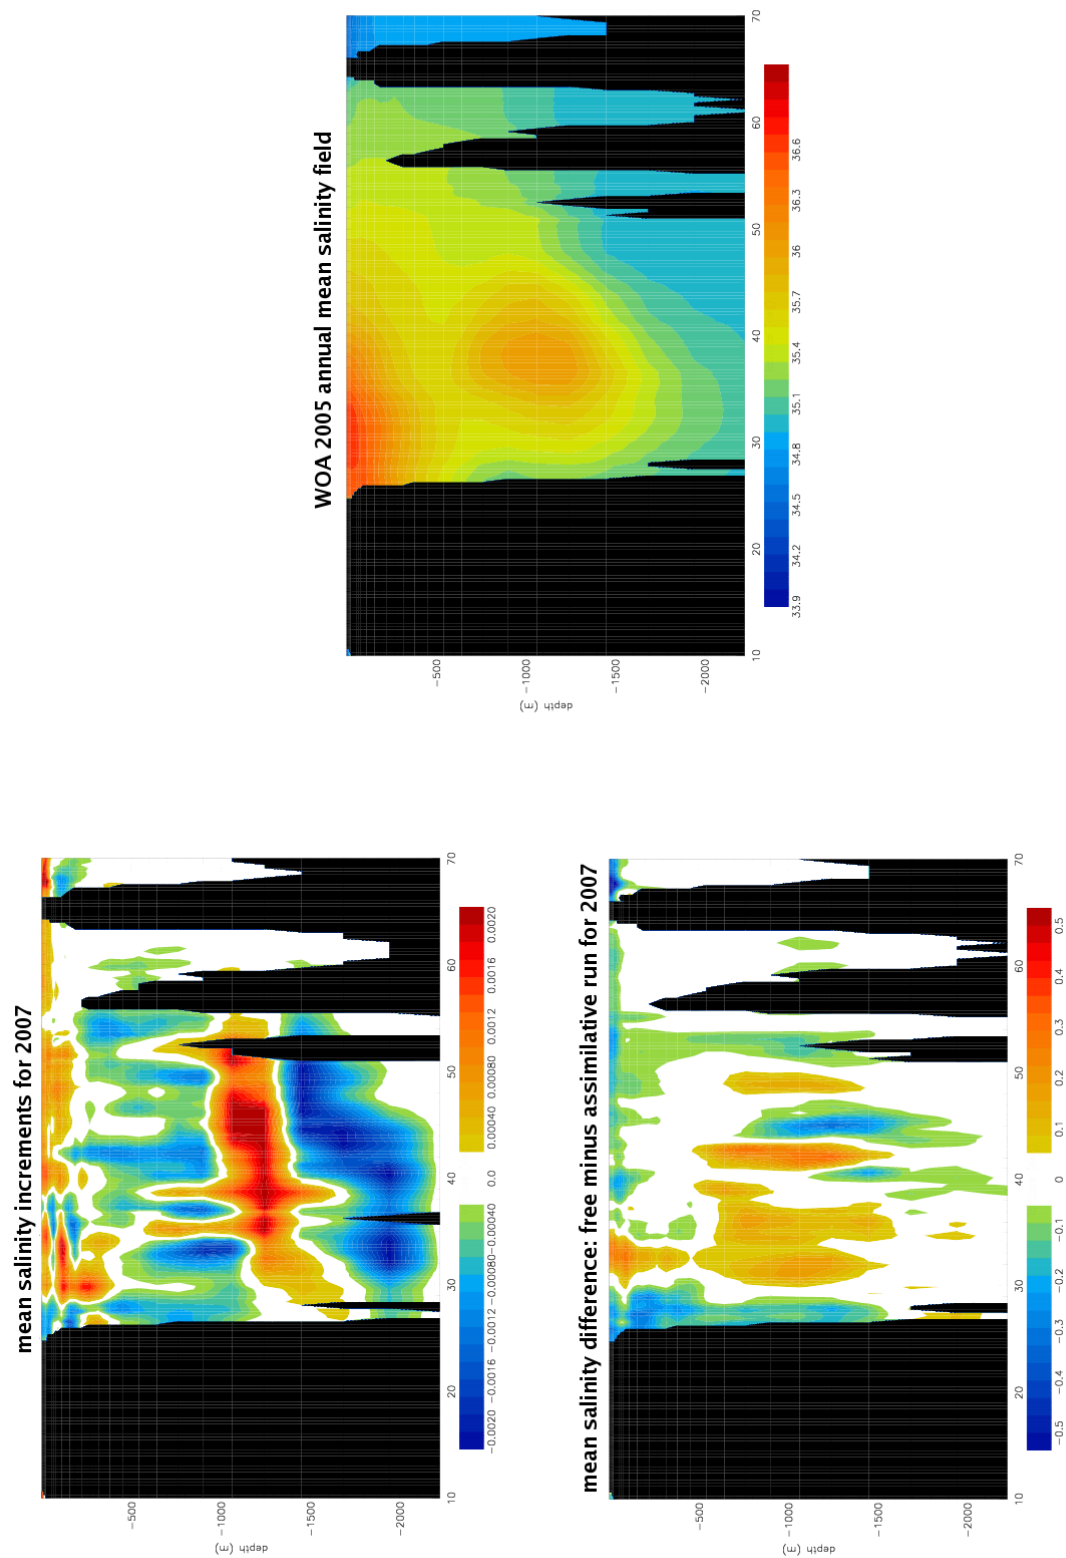 mean salinity increments for 2007
depth (m)
−500
−1000
−1500
−2000
10 20 30 40 50 60 70
−0.0020 −0.0016 −0.0012 −0.00080 −0.00040 0.0 0.00040 0.00080 0.0012 0.0016 0.0020
WOA 2005 annual mean salinity field
depth (m)
−500
−1000
−1500
−2000
10 20 30 40 50 60 70
33.9 34.2 34.5 34.8 35.1 35.4 35.7 36 36.3 36.6
mean salinity difference: free minus assimilative run for 2007
depth (m)
−500
−1000
−1500
−2000
10 20 30 40 50 60 70
−0.5 −0.4 −0.3 −0.2 −0.1 0 0.1 0.2 0.3 0.4 0.5